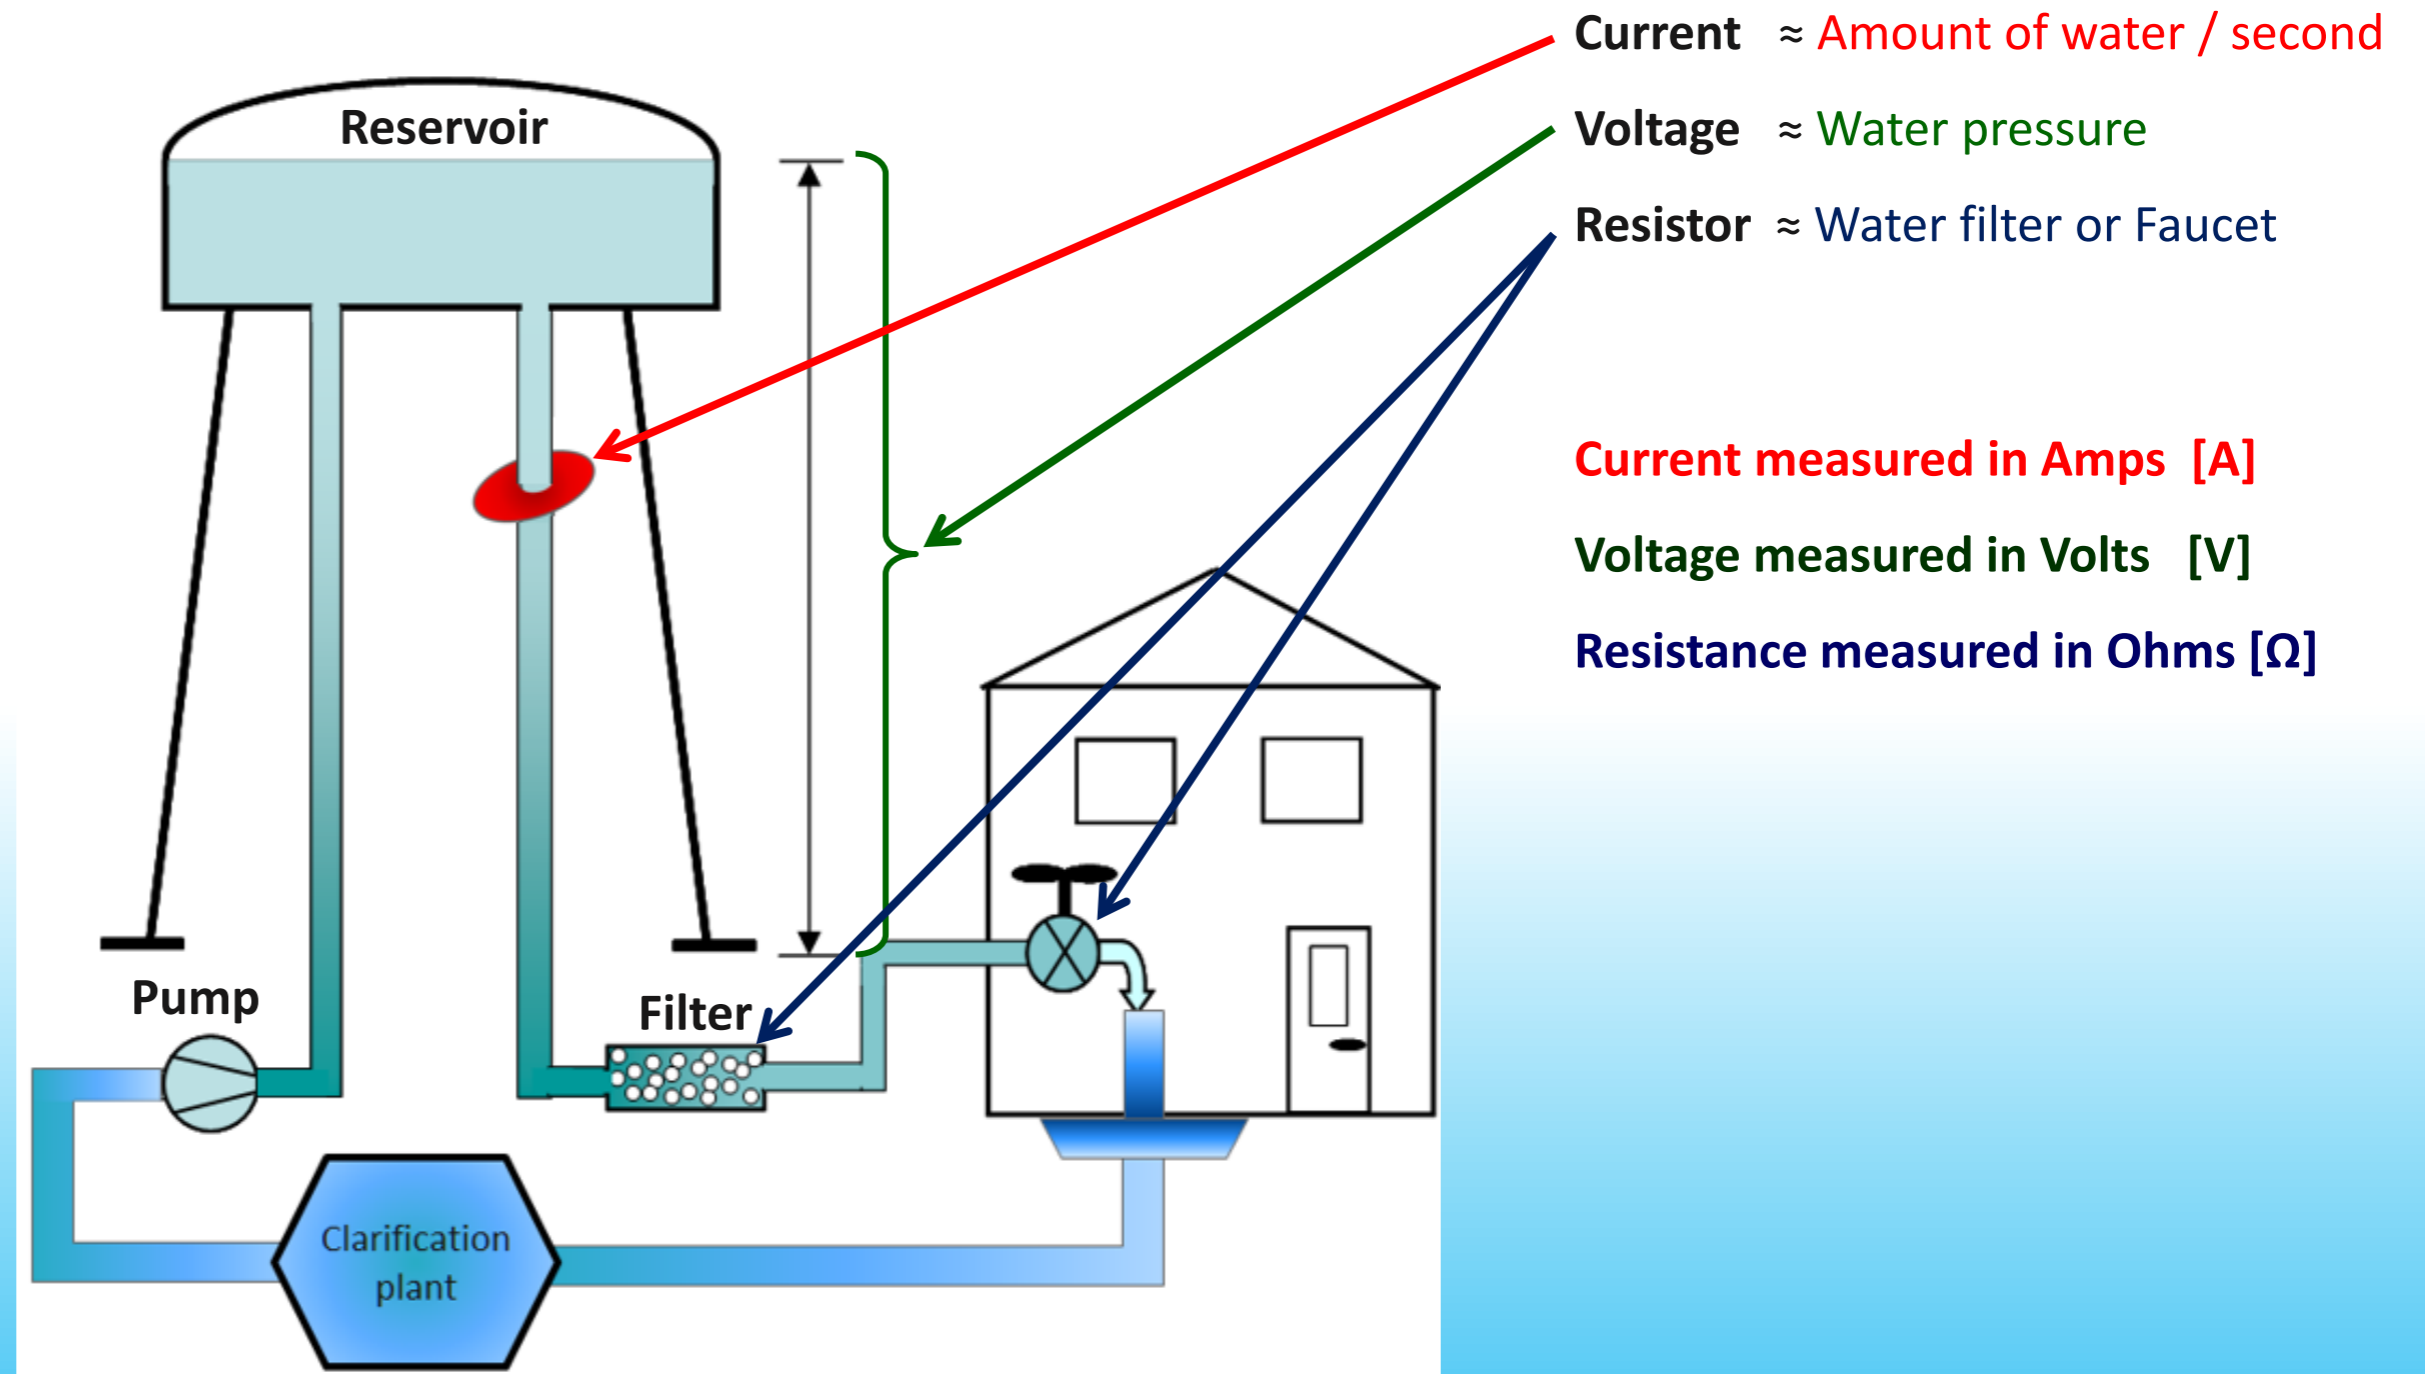 Current ≈ Amount of water / second
Reservoir
Voltage ≈ Water pressure
Resistor ≈ Water filter or Faucet
Current measured in Amps [A]
Voltage measured in Volts [V]
Resistance measured in Ohms [Ω]
Pump
Filter
Clarification
plant